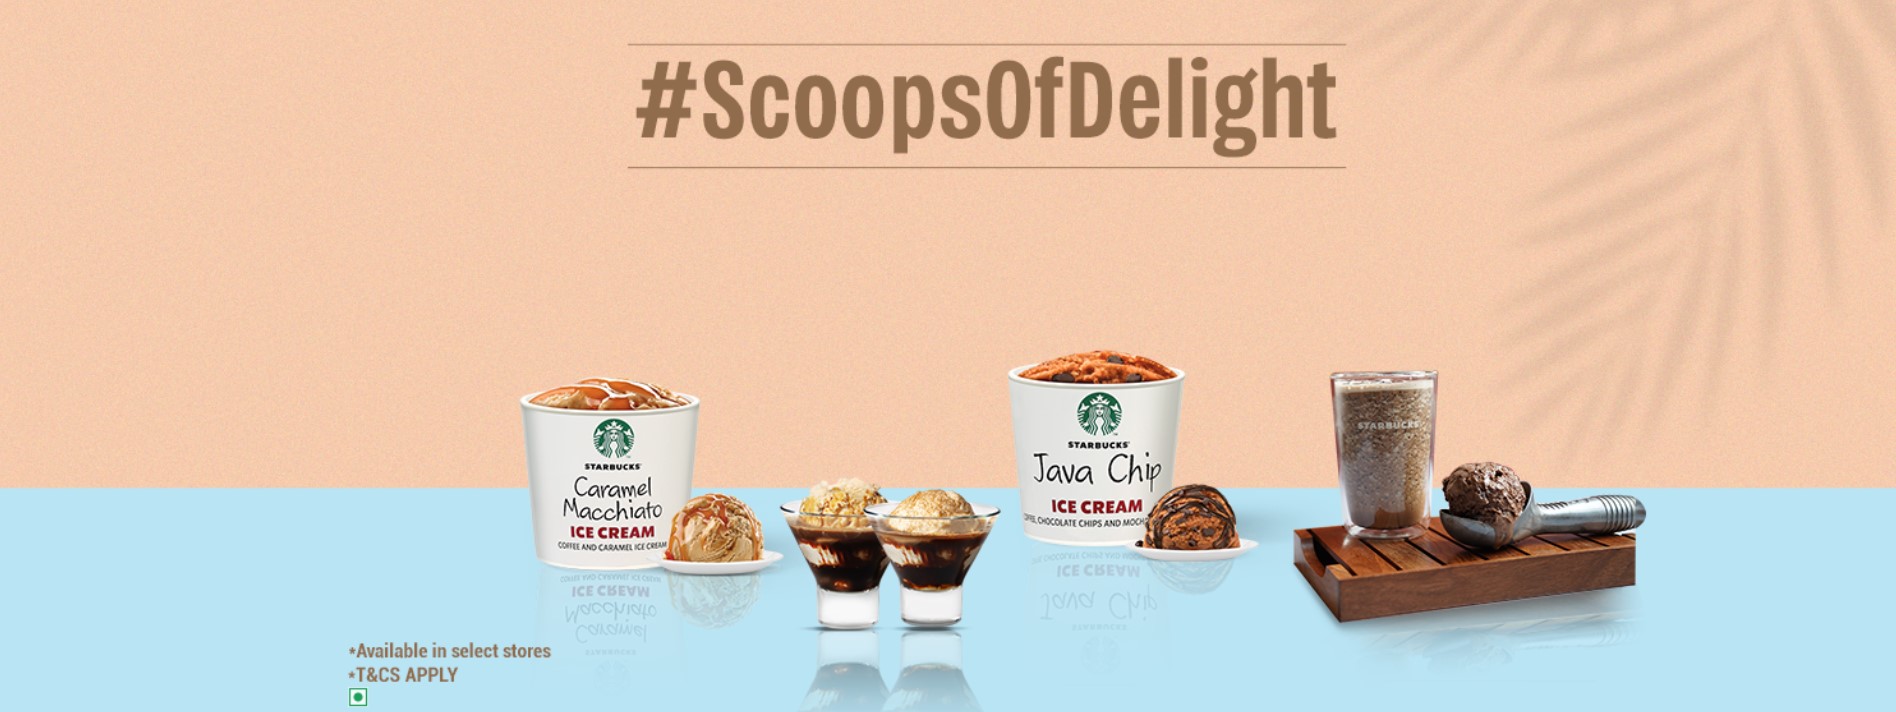 #ScoopsOfDelight
STARBUCKS
Caramel
Macchiato
ICE CREAM
COFFEE AND CARAMEL ICE CREAM
STARBUCKS
Java Chip
ICE CREAM
CHOCOLATE CHIPS AND MOCHA
STARBUCKS
*Available in select stores
*T&CS APPLY